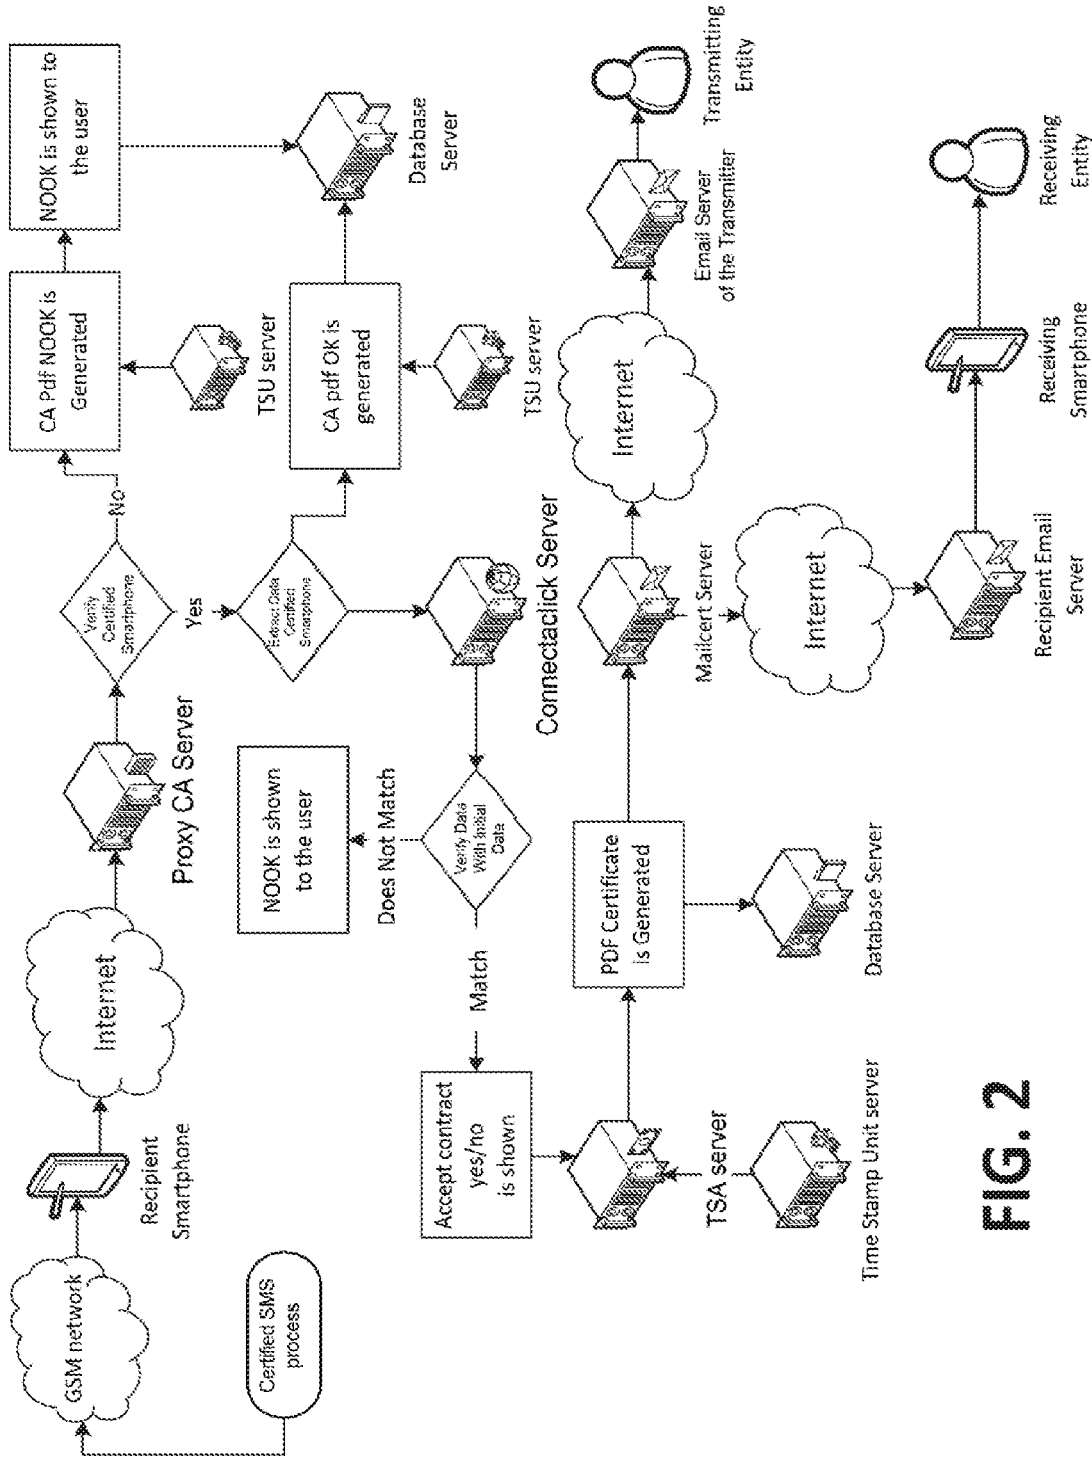 Certified SMS
process
GSM network
Recipient
Smartphone
Internet
Proxy CA Server
Verify
Certified
Smartphone
No
Yes
CA Pdf NOOK is
Generated
NOOK is shown to
the user
TSU server
Extract Data
Certified
Smartphone
CA pdf OK is
generated
TSU server
Database
Server
Connectaclick Server
Verify Data
With Initial
Data
Does Not Match
NOOK is shown
to the user
Match
Accept contract
yes/no
is shown
TSA server
Time Stamp Unit server
PDF Certificate
is Generated
Database Server
Mailcert Server
Internet
Email Server
of the Transmitter
Transmitting
Entity
Internet
Recipient Email
Server
Receiving
Smartphone
Receiving
Entity
FIG. 2